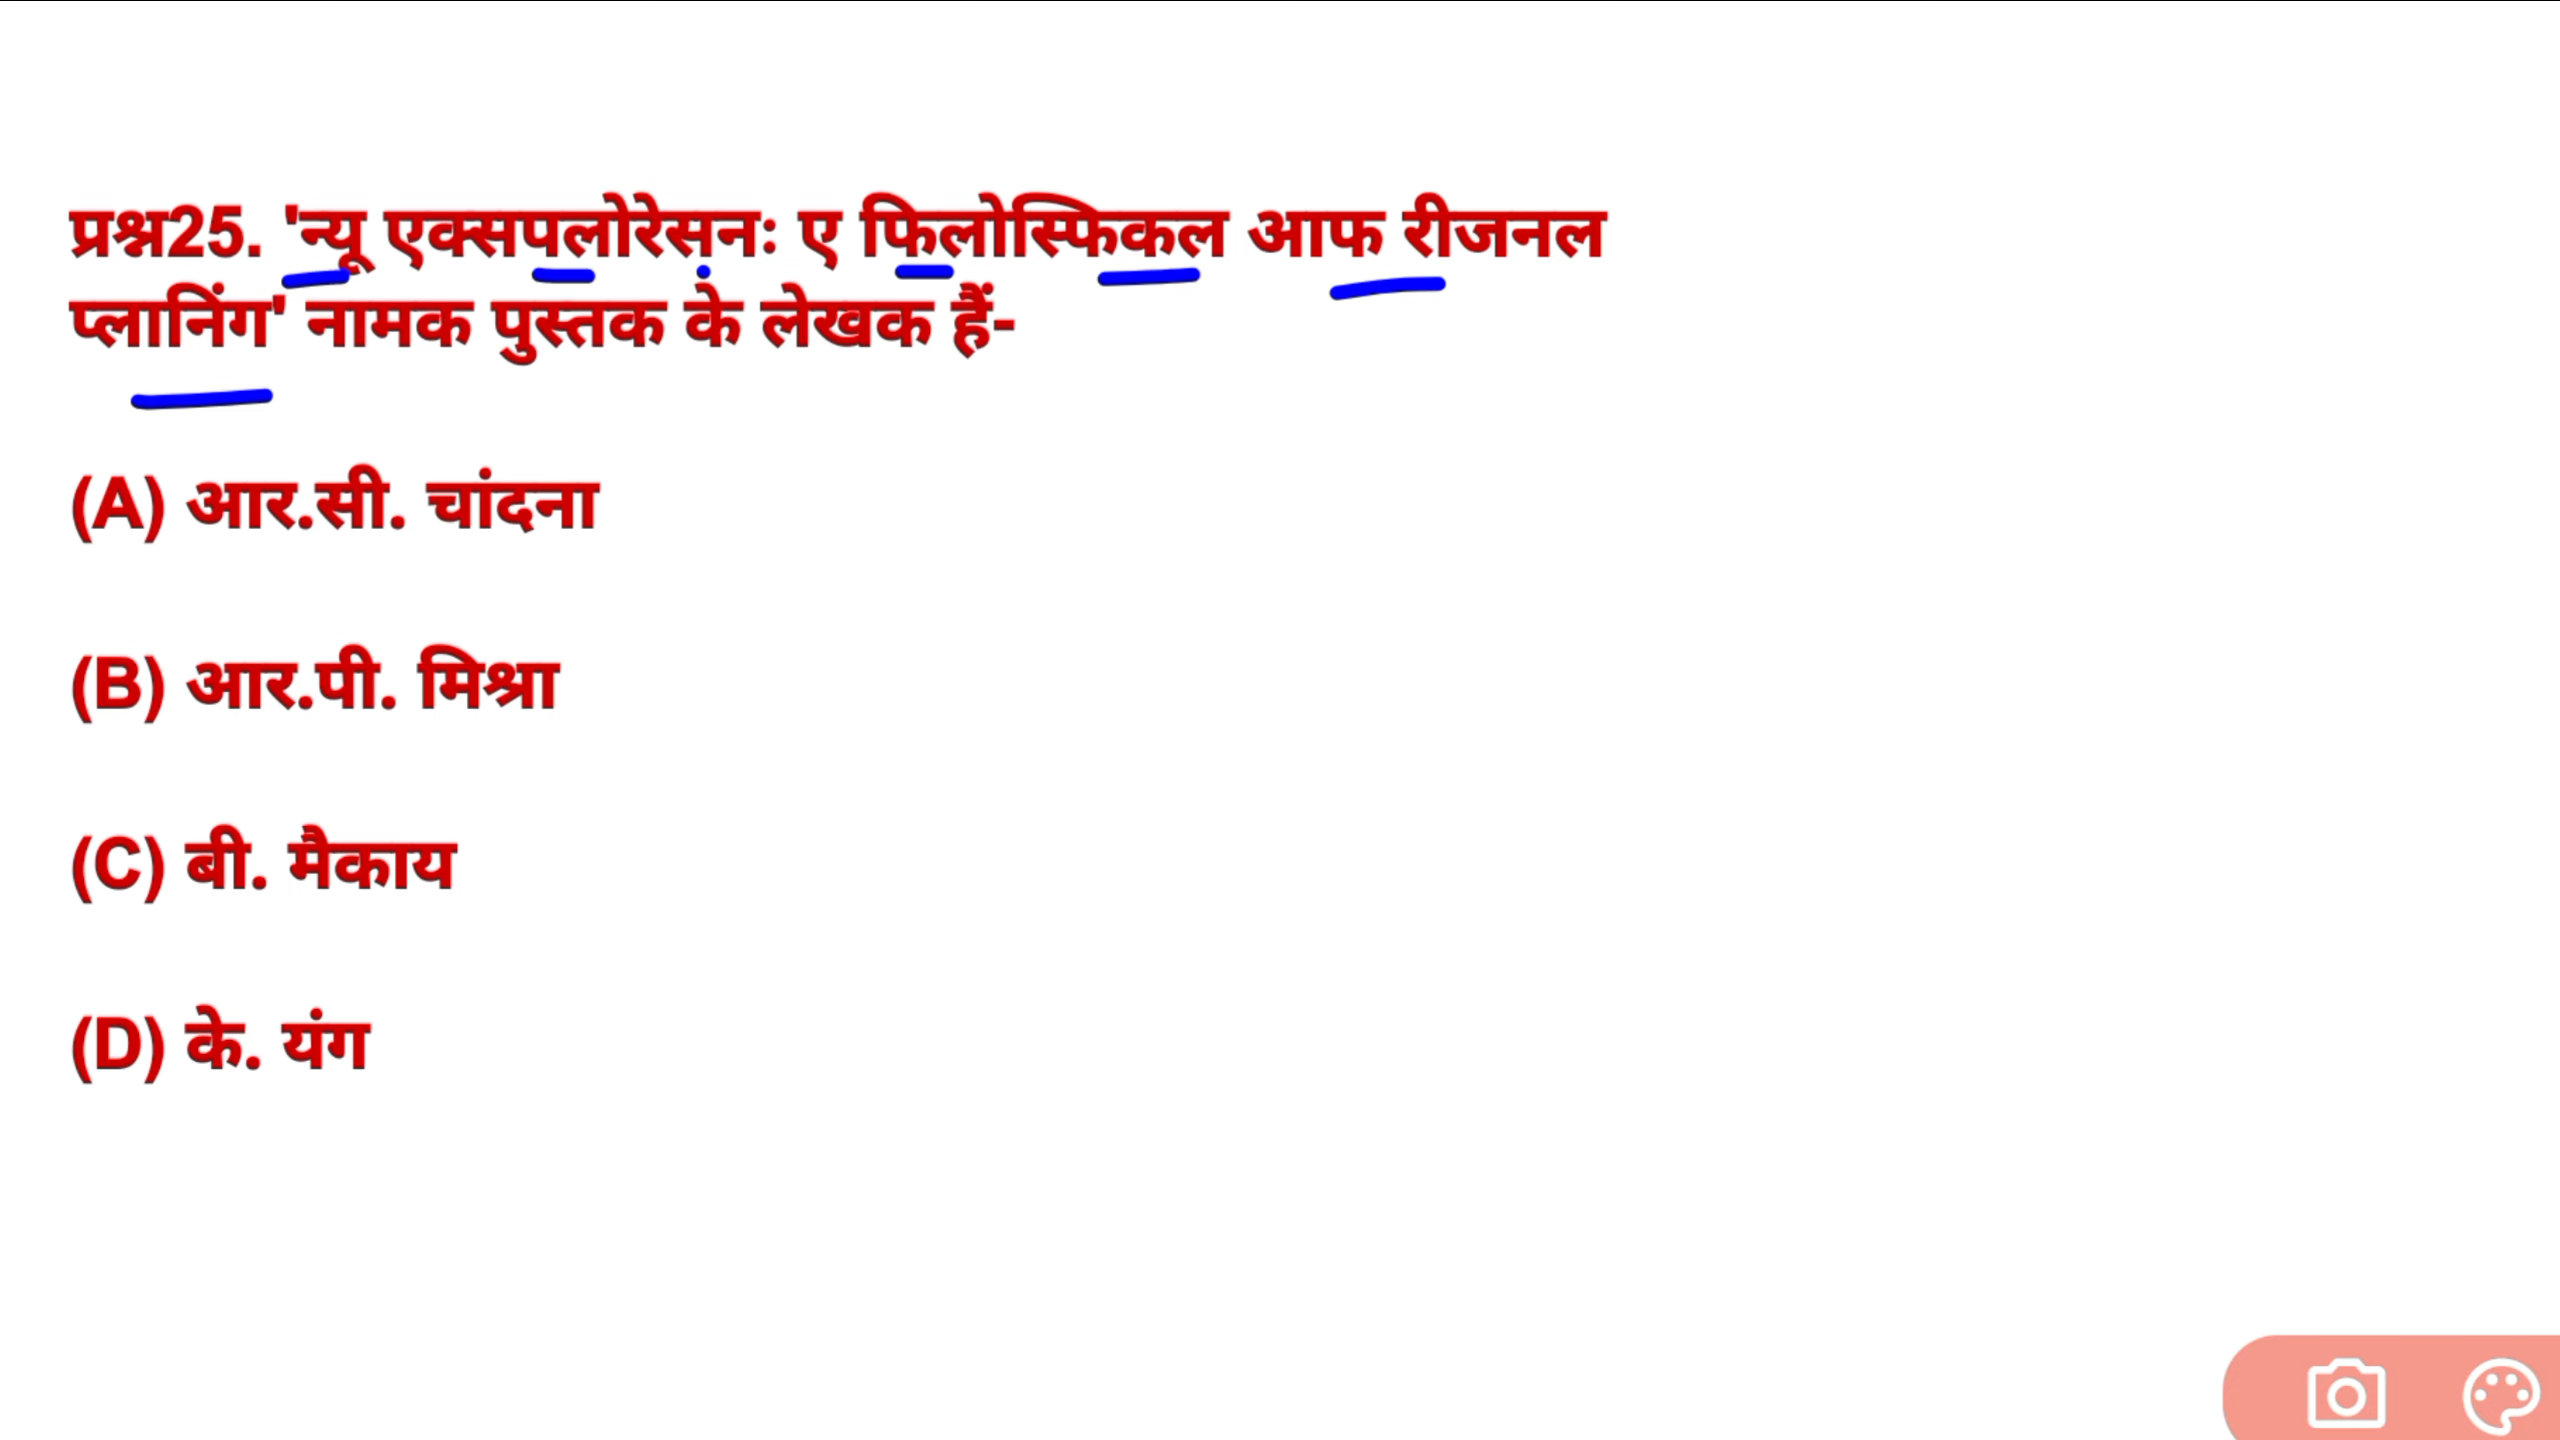 प्रश्न25. 'न्यू एक्सपलोरेसनः ए फिलोस्फिकल आफ रीजनल
प्लानिंग' नामक पुस्तक के लेखक हैं-
(A) आर.सी. चांदना
(B) आर.पी. मिश्रा
(C) बी. मैकाय
(D) के. यंग